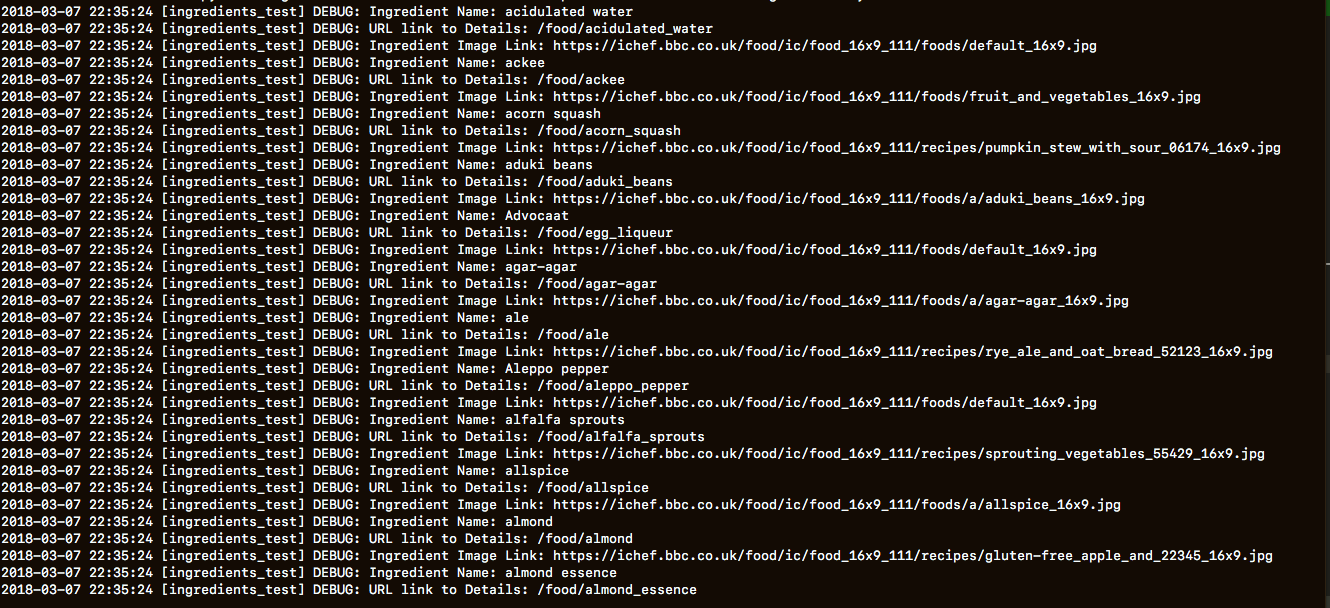 2018-03-07 22:35:24 [ingredients_test] DEBUG: Ingredient Name: acidulated water
2018-03-07 22:35:24 [ingredients_test] DEBUG: URL link to Details: /food/acidulated_water
2018-03-07 22:35:24 [ingredients_test] DEBUG: Ingredient Image Link: https://ichef.bbc.co.uk/food/ic/food_16x9_111/foods/default_16x9.jpg
2018-03-07 22:35:24 [ingredients_test] DEBUG: Ingredient Name: ackee
2018-03-07 22:35:24 [ingredients_test] DEBUG: URL link to Details: /food/ackee
2018-03-07 22:35:24 [ingredients_test] DEBUG: Ingredient Image Link: https://ichef.bbc.co.uk/food/ic/food_16x9_111/foods/fruit_and_vegetables_16x9.jpg
2018-03-07 22:35:24 [ingredients_test] DEBUG: Ingredient Name: acorn squash
2018-03-07 22:35:24 [ingredients_test] DEBUG: URL link to Details: /food/acorn_squash
2018-03-07 22:35:24 [ingredients_test] DEBUG: Ingredient Image Link: https://ichef.bbc.co.uk/food/ic/food_16x9_111/recipes/pumpkin_stew_with_sour_06174_16x9.jpg
2018-03-07 22:35:24 [ingredients_test] DEBUG: Ingredient Name: aduki beans
2018-03-07 22:35:24 [ingredients_test] DEBUG: URL link to Details: /food/aduki_beans
2018-03-07 22:35:24 [ingredients_test] DEBUG: Ingredient Image Link: https://ichef.bbc.co.uk/food/ic/food_16x9_111/foods/a/aduki_beans_16x9.jpg
2018-03-07 22:35:24 [ingredients_test] DEBUG: Ingredient Name: Advocaat
2018-03-07 22:35:24 [ingredients_test] DEBUG: URL link to Details: /food/egg_liqueur
2018-03-07 22:35:24 [ingredients_test] DEBUG: Ingredient Image Link: https://ichef.bbc.co.uk/food/ic/food_16x9_111/foods/default_16x9.jpg
2018-03-07 22:35:24 [ingredients_test] DEBUG: Ingredient Name: agar-agar
2018-03-07 22:35:24 [ingredients_test] DEBUG: URL link to Details: /food/agar-agar
2018-03-07 22:35:24 [ingredients_test] DEBUG: Ingredient Image Link: https://ichef.bbc.co.uk/food/ic/food_16x9_111/foods/a/agar-agar_16x9.jpg
2018-03-07 22:35:24 [ingredients_test] DEBUG: Ingredient Name: ale
2018-03-07 22:35:24 [ingredients_test] DEBUG: URL link to Details: /food/ale
2018-03-07 22:35:24 [ingredients_test] DEBUG: Ingredient Image Link: https://ichef.bbc.co.uk/food/ic/food_16x9_111/recipes/rye_ale_and_oat_bread_52123_16x9.jpg
2018-03-07 22:35:24 [ingredients_test] DEBUG: Ingredient Name: Aleppo pepper
2018-03-07 22:35:24 [ingredients_test] DEBUG: URL link to Details: /food/aleppo_pepper
2018-03-07 22:35:24 [ingredients_test] DEBUG: Ingredient Image Link: https://ichef.bbc.co.uk/food/ic/food_16x9_111/foods/default_16x9.jpg
2018-03-07 22:35:24 [ingredients_test] DEBUG: Ingredient Name: alfalfa sprouts
2018-03-07 22:35:24 [ingredients_test] DEBUG: URL link to Details: /food/alfalfa_sprouts
2018-03-07 22:35:24 [ingredients_test] DEBUG: Ingredient Image Link: https://ichef.bbc.co.uk/food/ic/food_16x9_111/recipes/sprouting_vegetables_55429_16x9.jpg
2018-03-07 22:35:24 [ingredients_test] DEBUG: Ingredient Name: allspice
2018-03-07 22:35:24 [ingredients_test] DEBUG: URL link to Details: /food/allspice
2018-03-07 22:35:24 [ingredients_test] DEBUG: Ingredient Image Link: https://ichef.bbc.co.uk/food/ic/food_16x9_111/foods/a/allspice_16x9.jpg
2018-03-07 22:35:24 [ingredients_test] DEBUG: Ingredient Name: almond
2018-03-07 22:35:24 [ingredients_test] DEBUG: URL link to Details: /food/almond
2018-03-07 22:35:24 [ingredients_test] DEBUG: Ingredient Image Link: https://ichef.bbc.co.uk/food/ic/food_16x9_111/recipes/gluten-free_apple_and_22345_16x9.jpg
2018-03-07 22:35:24 [ingredients_test] DEBUG: Ingredient Name: almond essence
2018-03-07 22:35:24 [ingredients_test] DEBUG: URL link to Details: /food/almond_essence